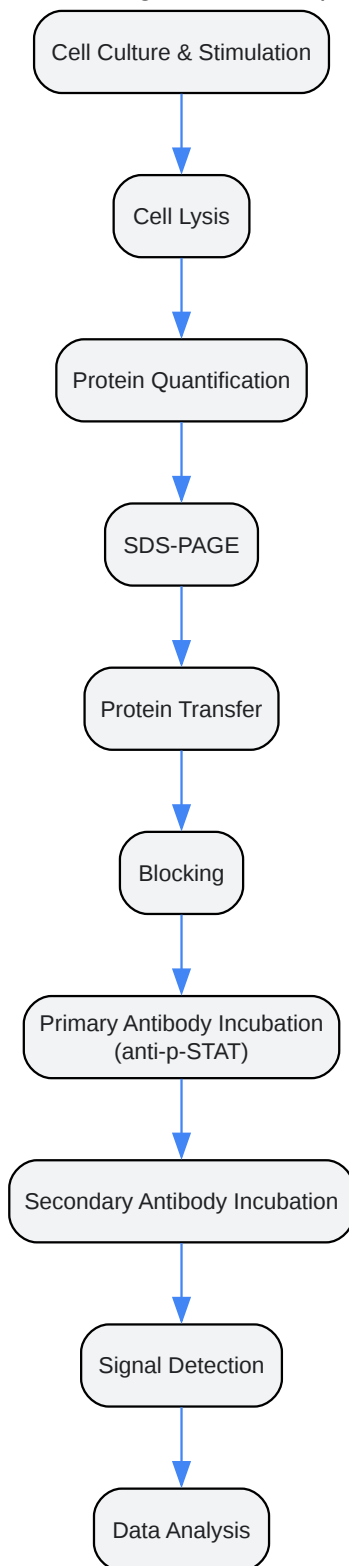 Cell Culture & Stimulation
Cell Lysis
Protein Quantification
SDS-PAGE
Protein Transfer
Blocking
Primary Antibody Incubation
(anti-p-STAT)
Secondary Antibody Incubation
Signal Detection
Data Analysis